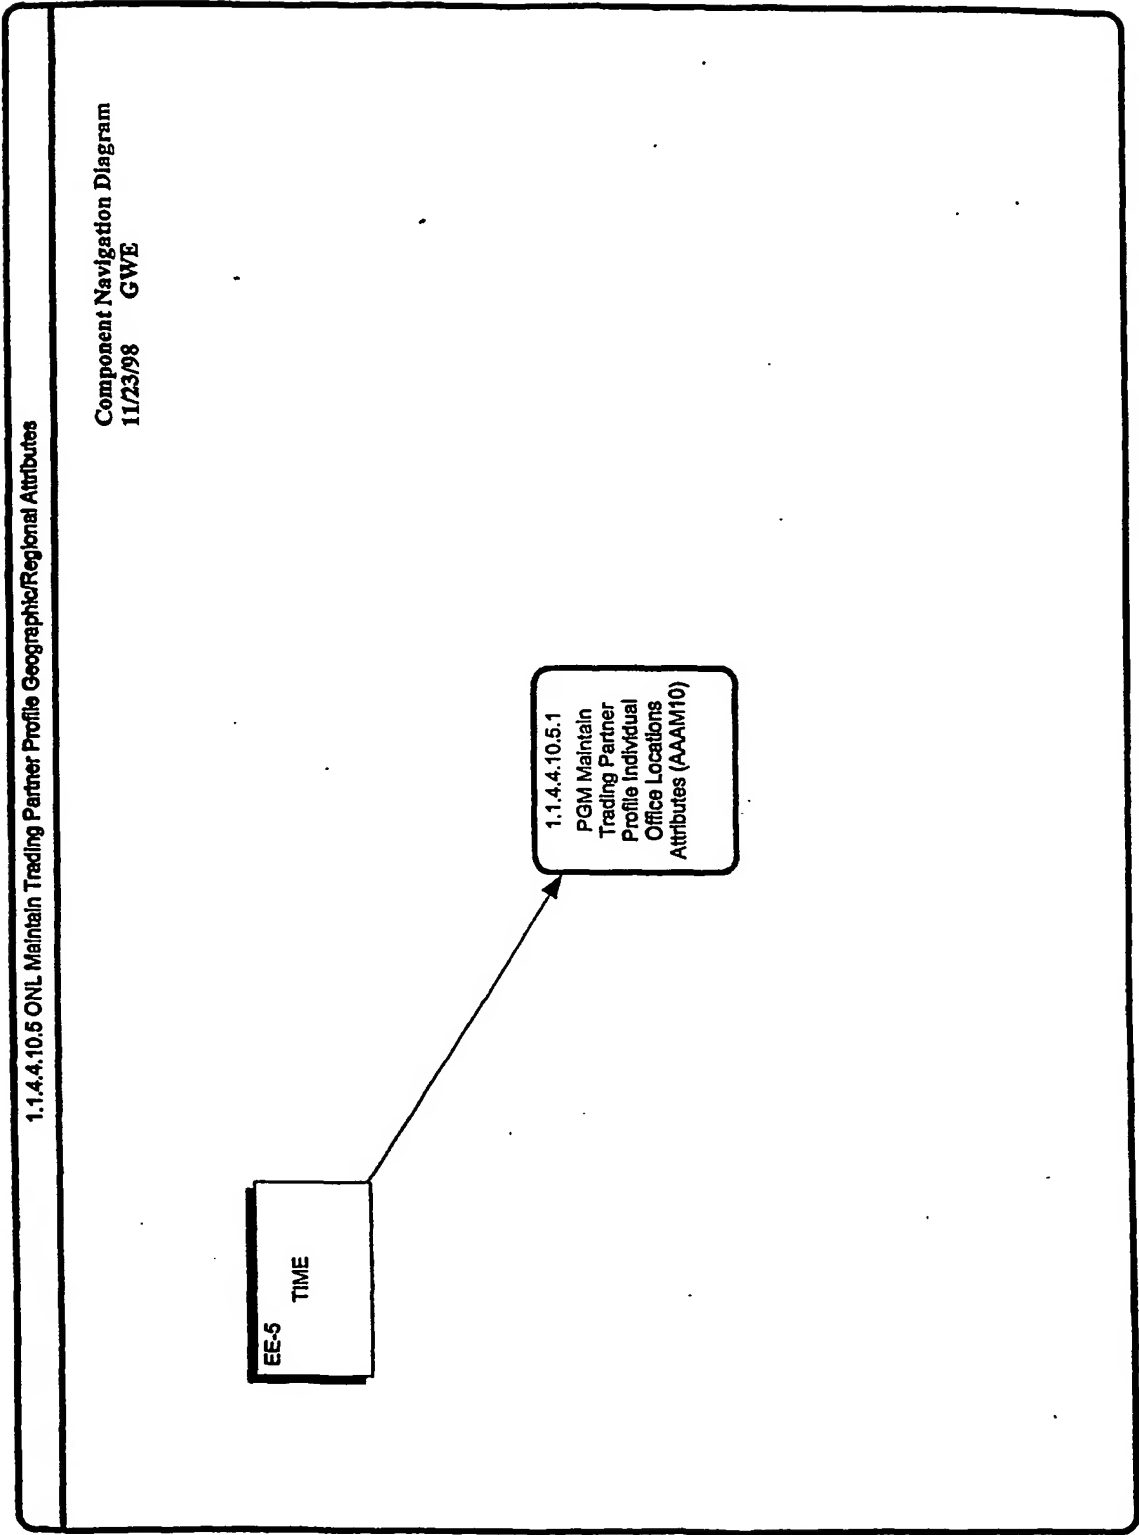 1.1.4.4.10.5 ONL Maintain Trading Partner Profile Geographic/Regional Attributes
Component Navigation Diagram
11/23/98 GWE
EE-5
TIME
1.1.4.4.10.5.1
PGM Maintain
Trading Partner
Profile Individual
Office Locations
Attributes (AAAM10)